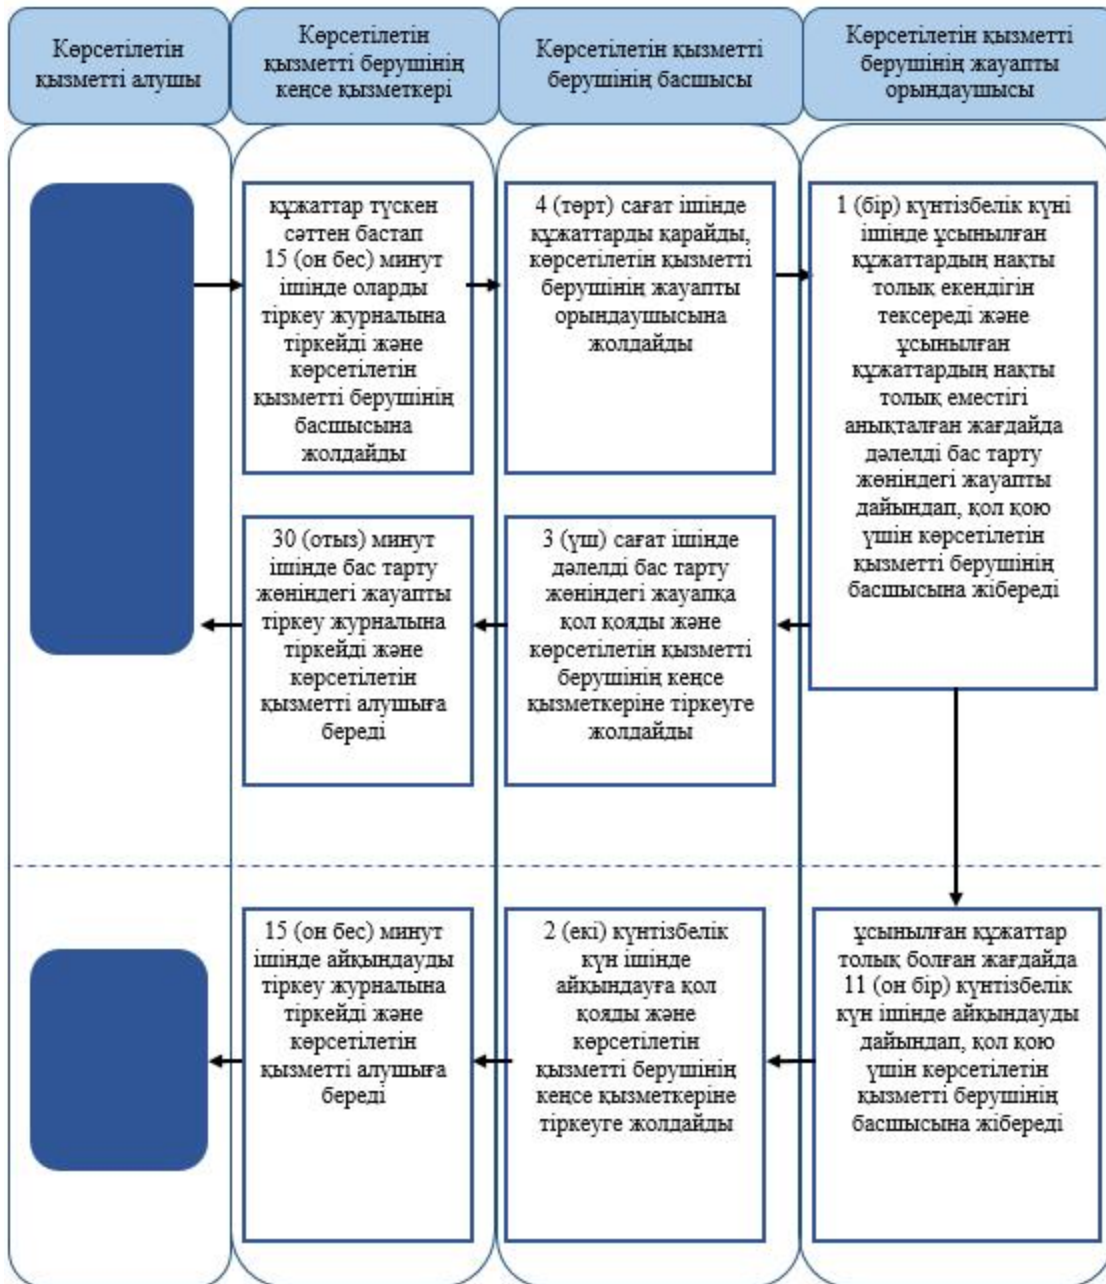 Көрсетілетін
қызметті алушы
Көрсетілетін
қызметті берушінің
кеңсе қызметкері
Көрсетілетін қызметті
берушінің басшысы
Көрсетілетін қызметті
берушінің жауапты
орындаушысы
құжаттар түскен
сәттен бастап
15 (он бес) минут
ішінде оларды
тіркеу журналына
тіркейді және
көрсетілетін
қызметті берушінің
басшысына
жолдайды
4 (төрт) сағат ішінде
құжаттарды қарайды,
көрсетілетін қызметті
берушінің жауапты
орындаушысына
жолдайды
1 (бір) күнтізбелік күні
ішінде ұсынылған
құжаттардың нақты
толық екендігін
тексереді және
ұсынылған
құжаттардың нақты
толық еместігі
анықталған жағдайда
дәлелді бас тарту
жөніндегі жауапты
дайындап, қол қою
үшін көрсетілетін
қызметті берушінің
басшысына жібереді
30 (отыз) минут
ішінде бас тарту
жөніндегі жауапты
тіркеу журналына
тіркейді және
көрсетілетін
қызметті алушыға
береді
3 (үш) сағат ішінде
дәлелді бас тарту
жөніндегі жауапқа
қол қояды және
көрсетілетін қызметті
берушінің кеңсе
қызметкеріне тіркеуге
жолдайды
15 (он бес) минут
ішінде айқындауды
тіркеу журналына
тіркейді және
көрсетілетін
қызметті алушыға
береді
2 (екі) күнтізбелік
күн ішінде
айқындауға қол
қояды және
көрсетілетін
қызметті берушінің
кеңсе қызметкеріне
тіркеуге жолдайды
ұсынылған құжаттар
толық болған жағдайда
11 (он бір) күнтізбелік
күн ішінде айқындауды
дайындап, қол қою
үшін көрсетілетін
қызметті берушінің
басшысына жібереді